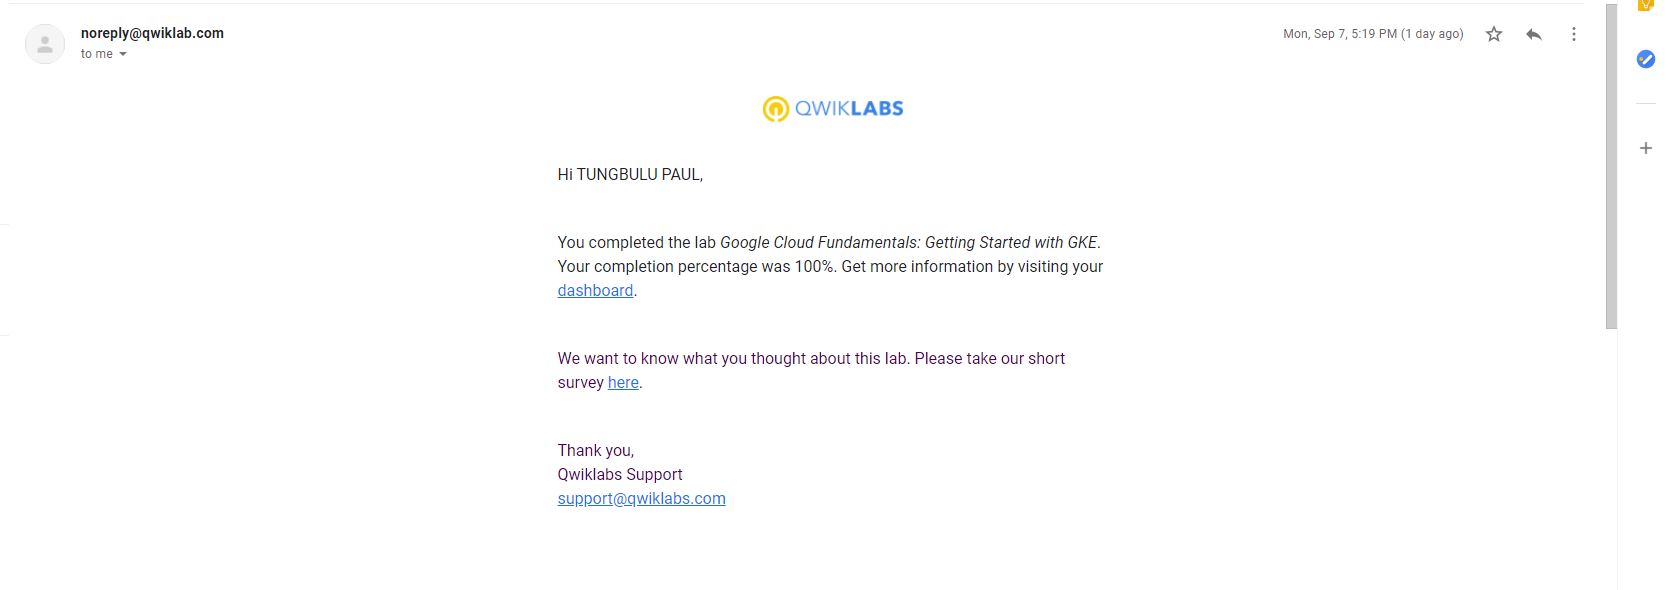 noreply@qwiklab.com
Mon, Sep 7, 5:19 PM (1 day ago)
to me
QWIKLABS
Hi TUNGBULU PAUL,
You completed the lab Google Cloud Fundamentals: Getting Started with GKE.
Your completion percentage was 100%. Get more information by visiting your
dashboard.
We want to know what you thought about this lab. Please take our short
survey here.
Thank you,
Qwiklabs Support
support@qwiklabs.com